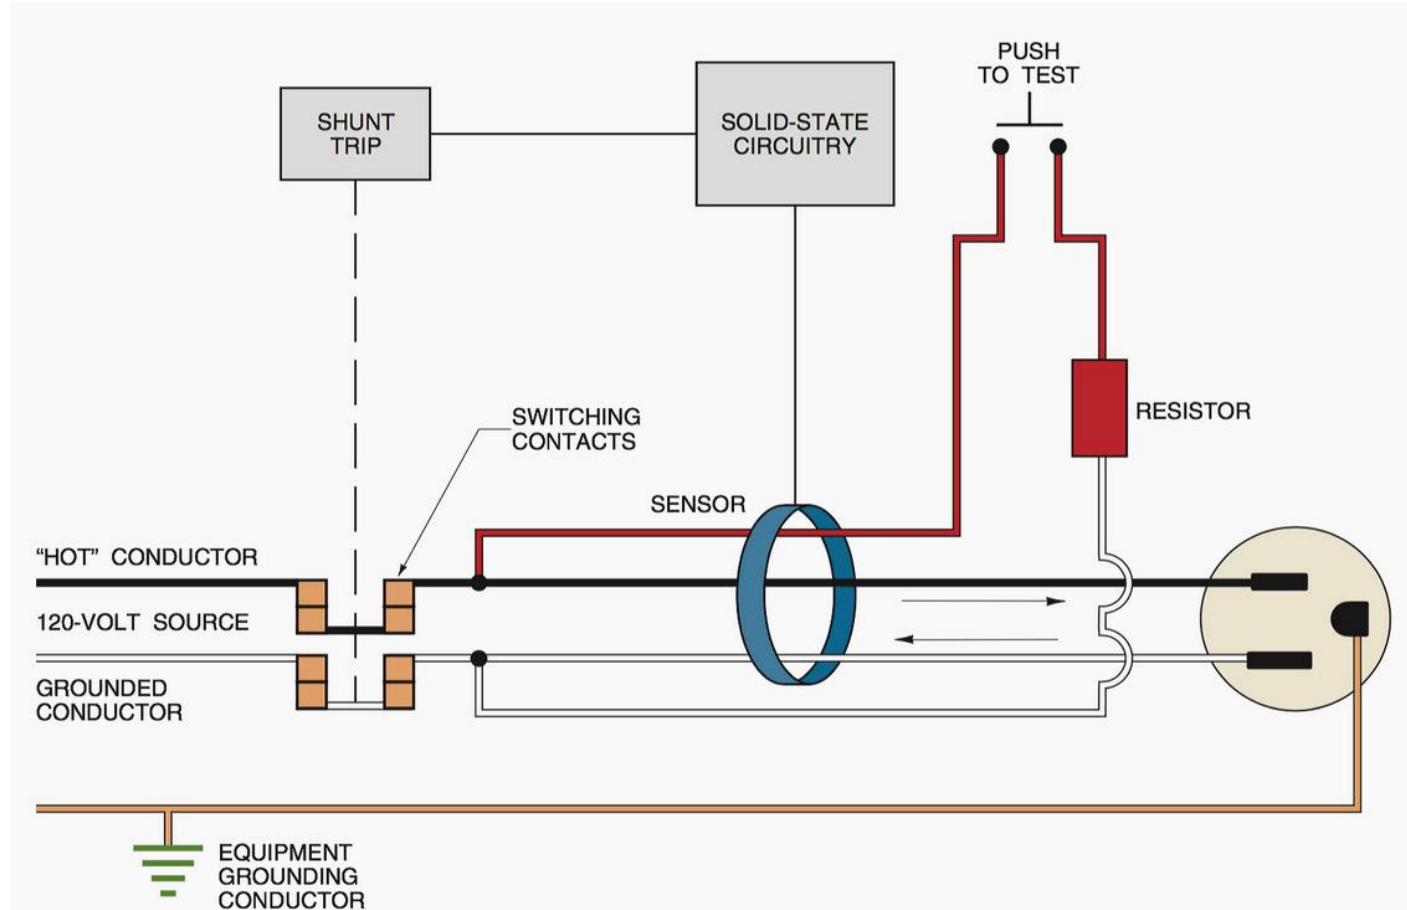 PUSH
TO TEST
SHUNT
TRIP
SOLID-STATE
CIRCUITRY
SWITCHING
CONTACTS
RESISTOR
SENSOR
“HOT” CONDUCTOR
120-VOLT SOURCE
GROUNDED
CONDUCTOR
EQUIPMENT
GROUNDING
CONDUCTOR